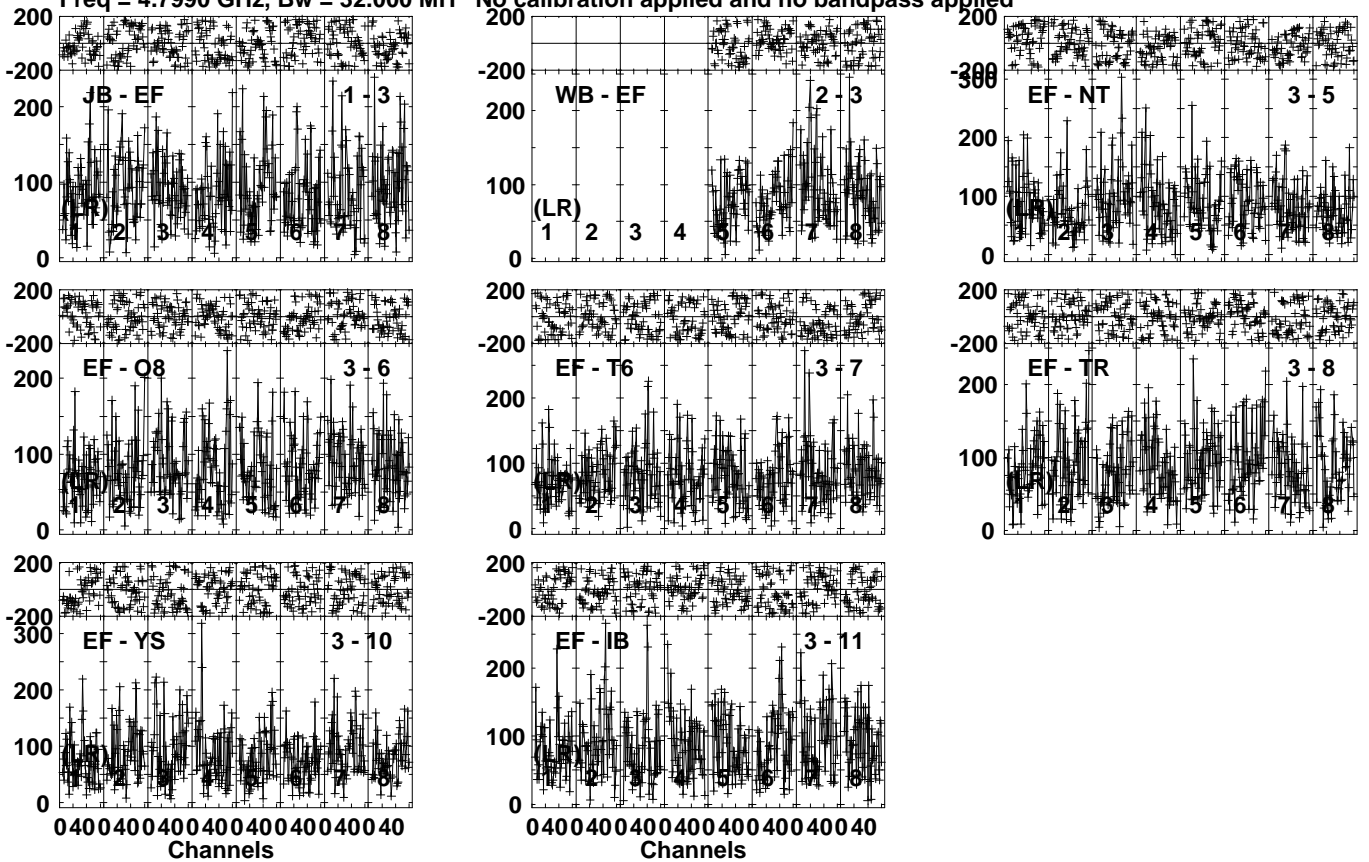 Freq = 4.7990 GHz, Bw = 32.000 MH No calibration applied and no bandpass applied
200
-200
JB - EF 1 - 3
200
100
(LR)
1 2 3 4 5 6 7 8
0
200
-200
WB - EF 2 - 3
200
100
(LR)
1 2 3 4 5 6 7 8
0
200
-200
300
EF - NT 3 - 5
200
100
(LR)
1 2 3 4 5 6 7 8
0
200
-200
EF - O8 3 - 6
200
100
(LR)
1 2 3 4 5 6 7 8
0
200
-200
EF - T6 3 - 7
200
100
(LR)
1 2 3 4 5 6 7 8
0
200
-200
EF - TR 3 - 8
200
100
(LR)
1 2 3 4 5 6 7 8
0
200
-200
300
EF - YS 3 - 10
200
100
(LR)
1 2 3 4 5 6 7 8
0
0 40 0 40 0 40 0 40 0 40 0 40 0 40 0 40
Channels
200
-200
EF - IB 3 - 11
200
100
(LR)
1 2 3 4 5 6 7 8
0
0 40 0 40 0 40 0 40 0 40 0 40 0 40 0 40
Channels